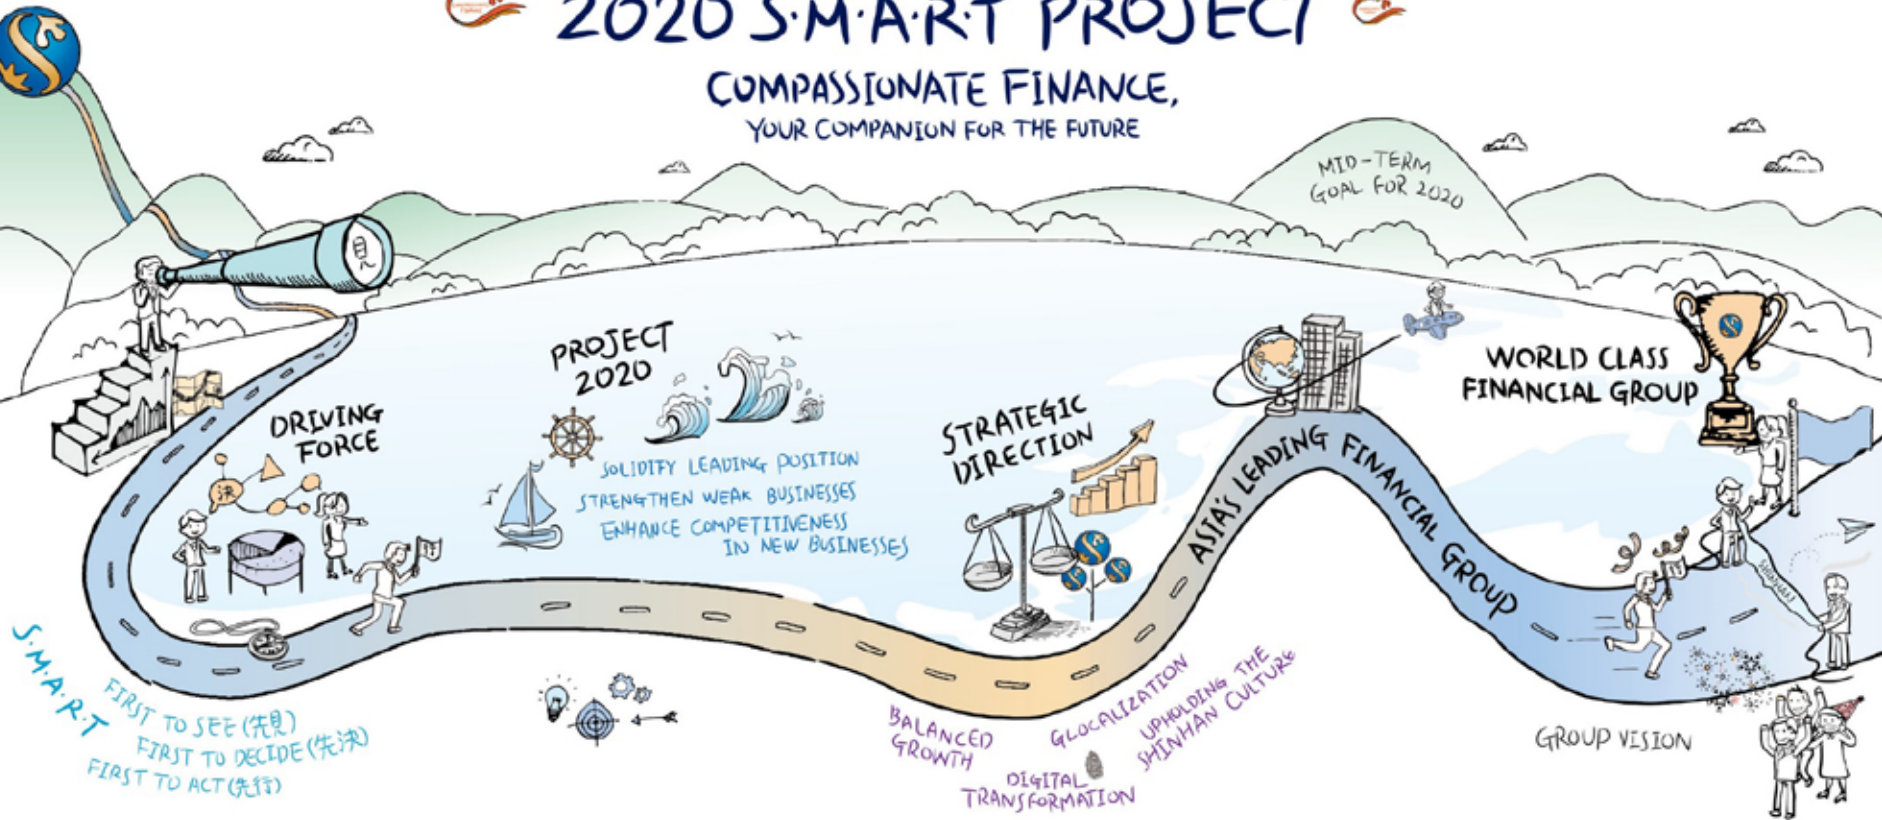 2020 S·M·A·R·T PROJECT
COMPASSIONATE FINANCE,
YOUR COMPANION FOR THE FUTURE
MID-TERM
GOAL FOR 2020
見
DRIVING
FORCE
決
PROJECT
2020
SOLIDIFY LEADING POSITION
STRENGTHEN WEAK BUSINESSES
ENHANCE COMPETITIVENESS
IN NEW BUSINESSES
STRATEGIC
DIRECTION
ASIA'S LEADING FINANCIAL GROUP
WORLD CLASS
FINANCIAL GROUP
SHINHAN
S·M·A·R·T
FIRST TO SEE (先見)
FIRST TO DECIDE (先決)
FIRST TO ACT (先行)
BALANCED
GROWTH
DIGITAL
TRANSFORMATION
GLOCALIZATION
UPHOLDING THE
SHINHAN CULTURE
GROUP VISION